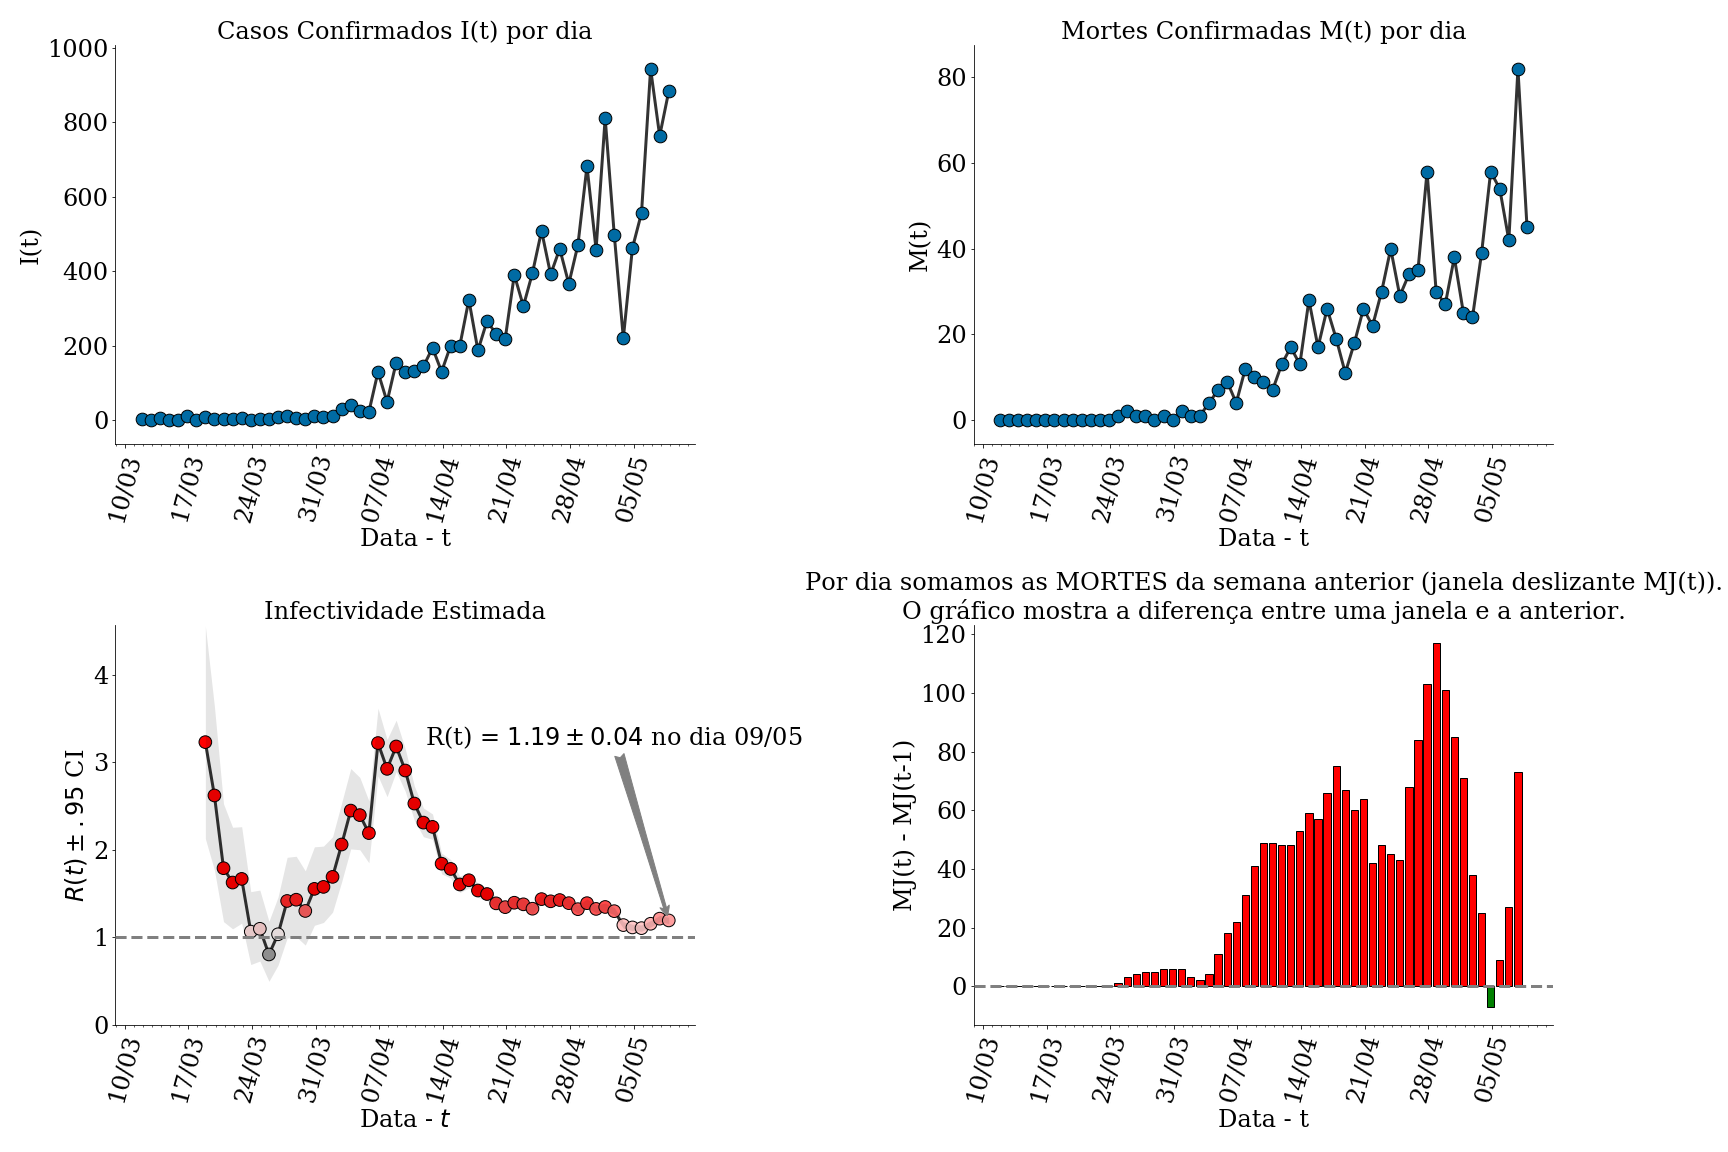 Casos Confirmados I(t) por dia
1000
800
600
400
200
0
I(t)
10/03 17/03 24/03 31/03 07/04 14/04 21/04 28/04 05/05
Data - t
Mortes Confirmadas M(t) por dia
80
60
40
20
0
M(t)
10/03 17/03 24/03 31/03 07/04 14/04 21/04 28/04 05/05
Data - t
Infectividade Estimada
4
3
2
1
0
R(t) ± .95 CI
R(t) = 1.19 ± 0.04 no dia 09/05
10/03 17/03 24/03 31/03 07/04 14/04 21/04 28/04 05/05
Data - t
Por dia somamos as MORTES da semana anterior (janela deslizante MJ(t)).
O gráfico mostra a diferença entre uma janela e a anterior.
120
100
80
60
40
20
0
MJ(t) - MJ(t-1)
10/03 17/03 24/03 31/03 07/04 14/04 21/04 28/04 05/05
Data - t